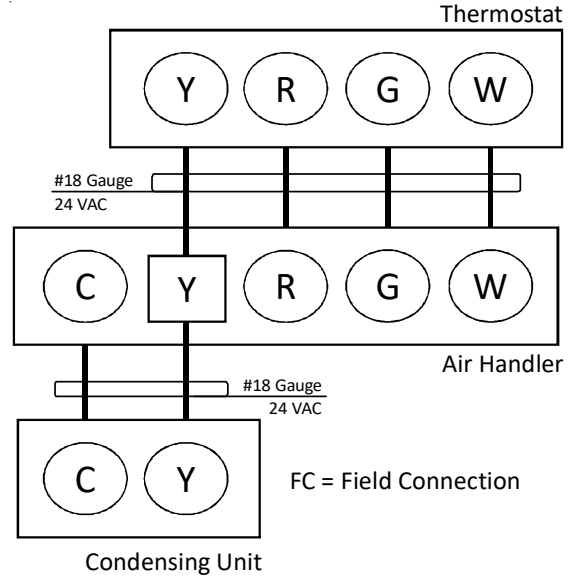 Thermostat
Y R G W
#18 Gauge
24 VAC
C Y R G W
Air Handler
#18 Gauge
24 VAC
C Y
FC = Field Connection
Condensing Unit